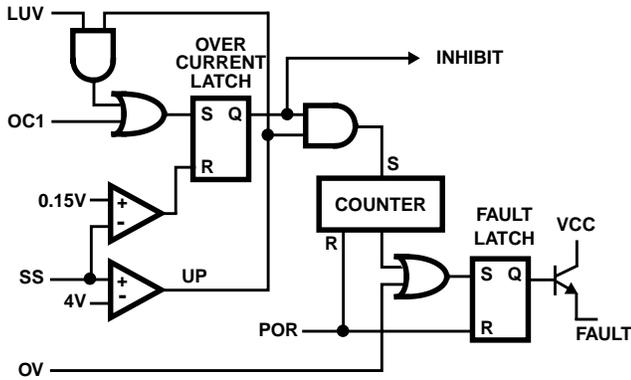 LUV
OVER
CURRENT
LATCH
INHIBIT
S Q
OC1
R
S
0.15V
+
-
COUNTER
FAULT
LATCH
VCC
R
SS
UP
+
-
4V
S Q
POR
R
FAULT
OV